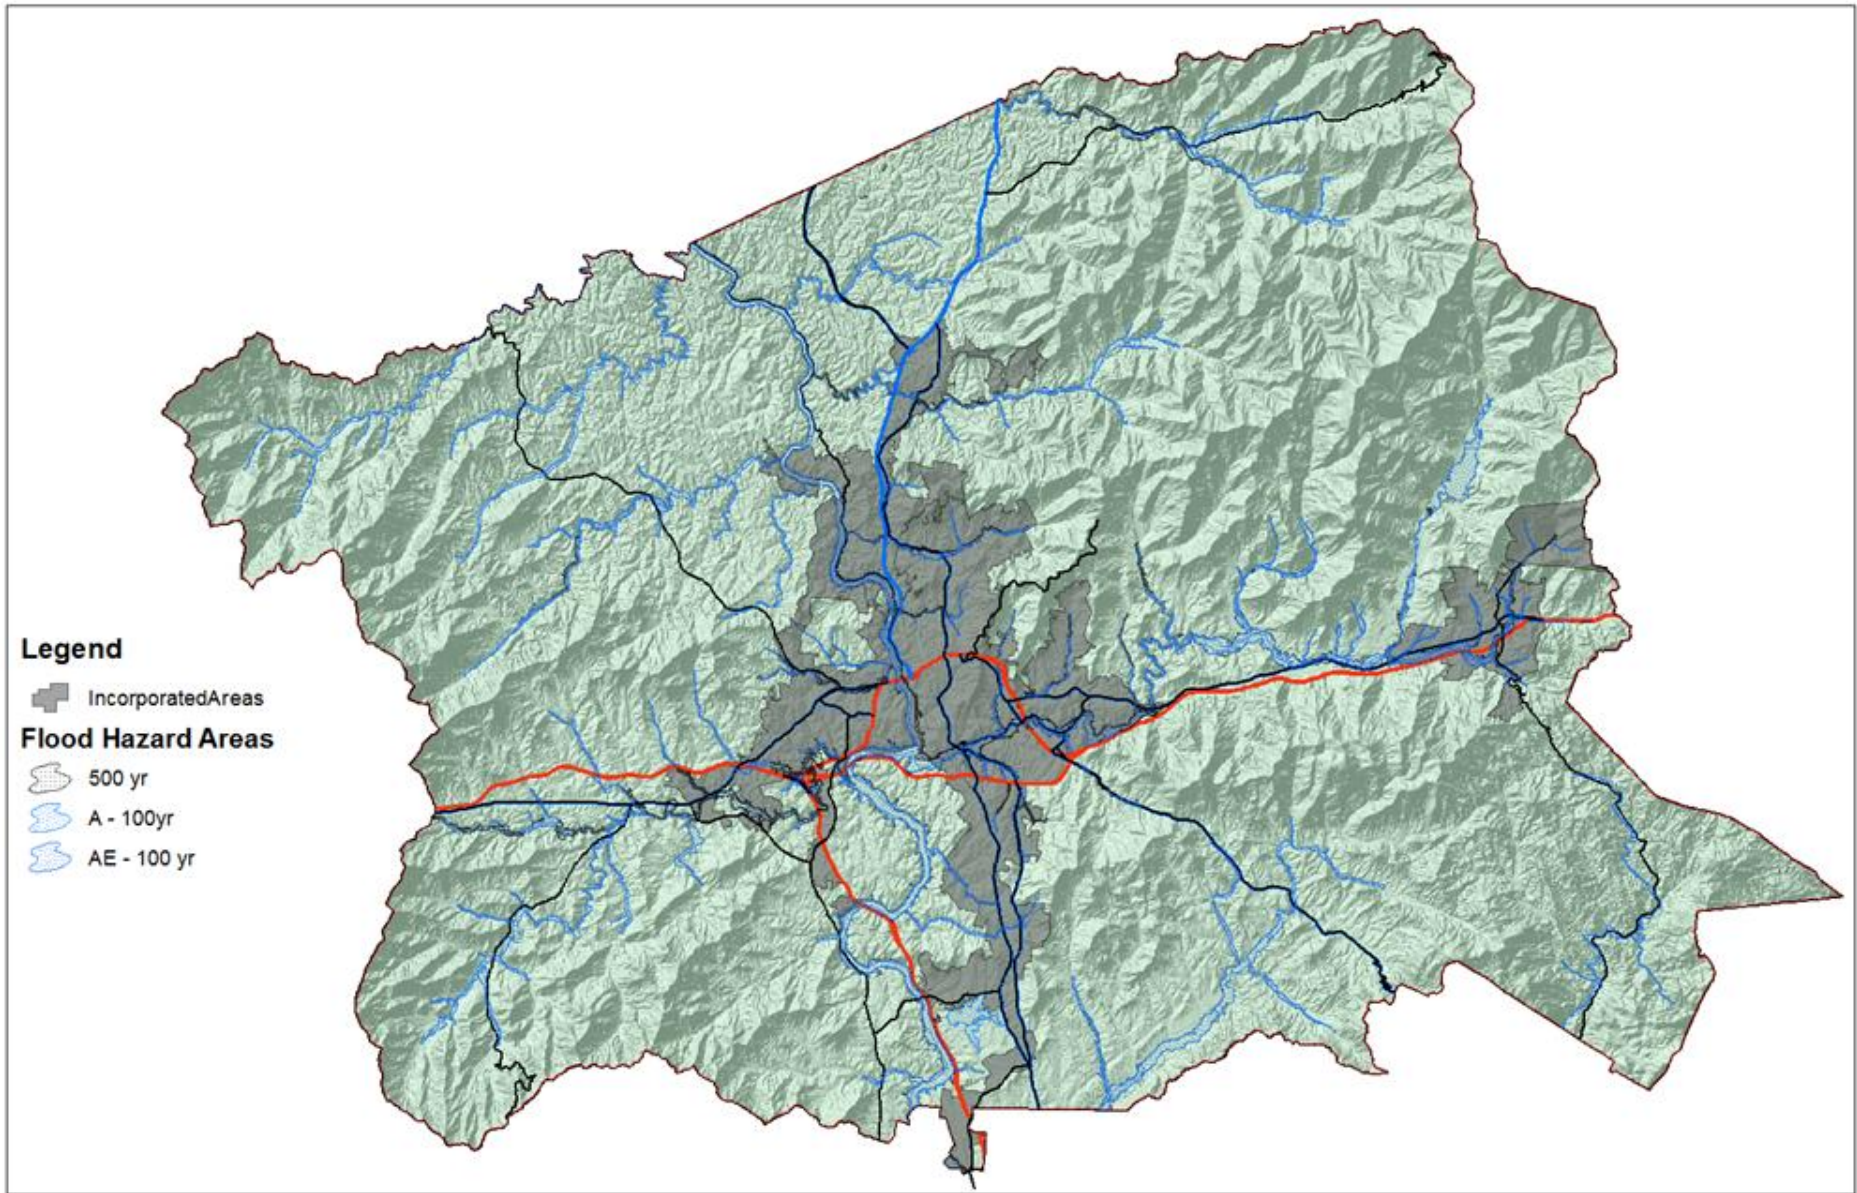 Legend
IncorporatedAreas
Flood Hazard Areas
500 yr
A - 100yr
AE - 100 yr